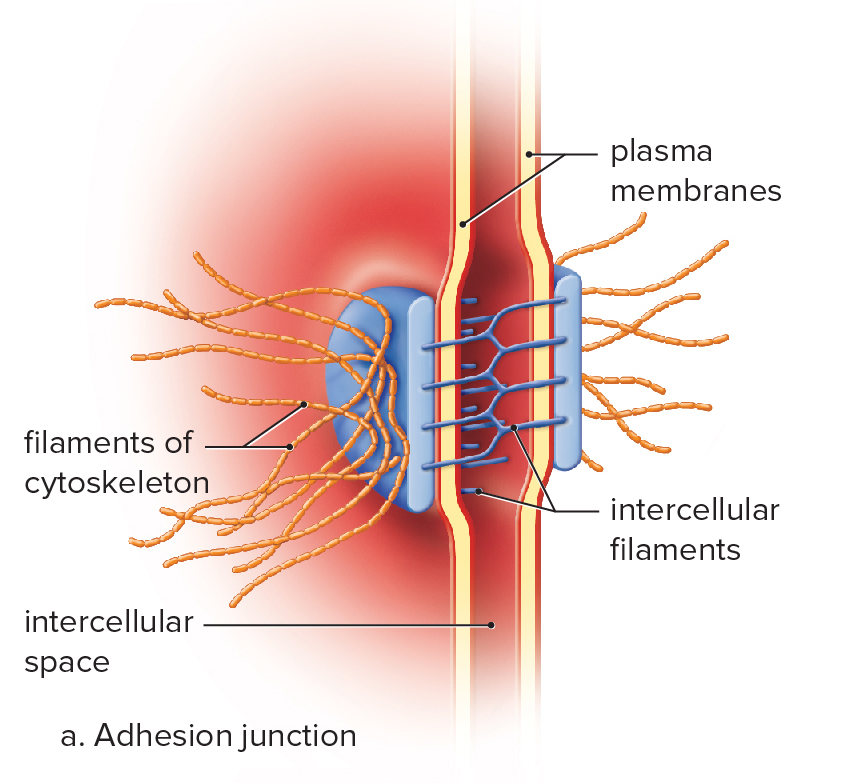 plasma
membranes
filaments of
cytoskeleton
intercellular
filaments
intercellular
space
a. Adhesion junction